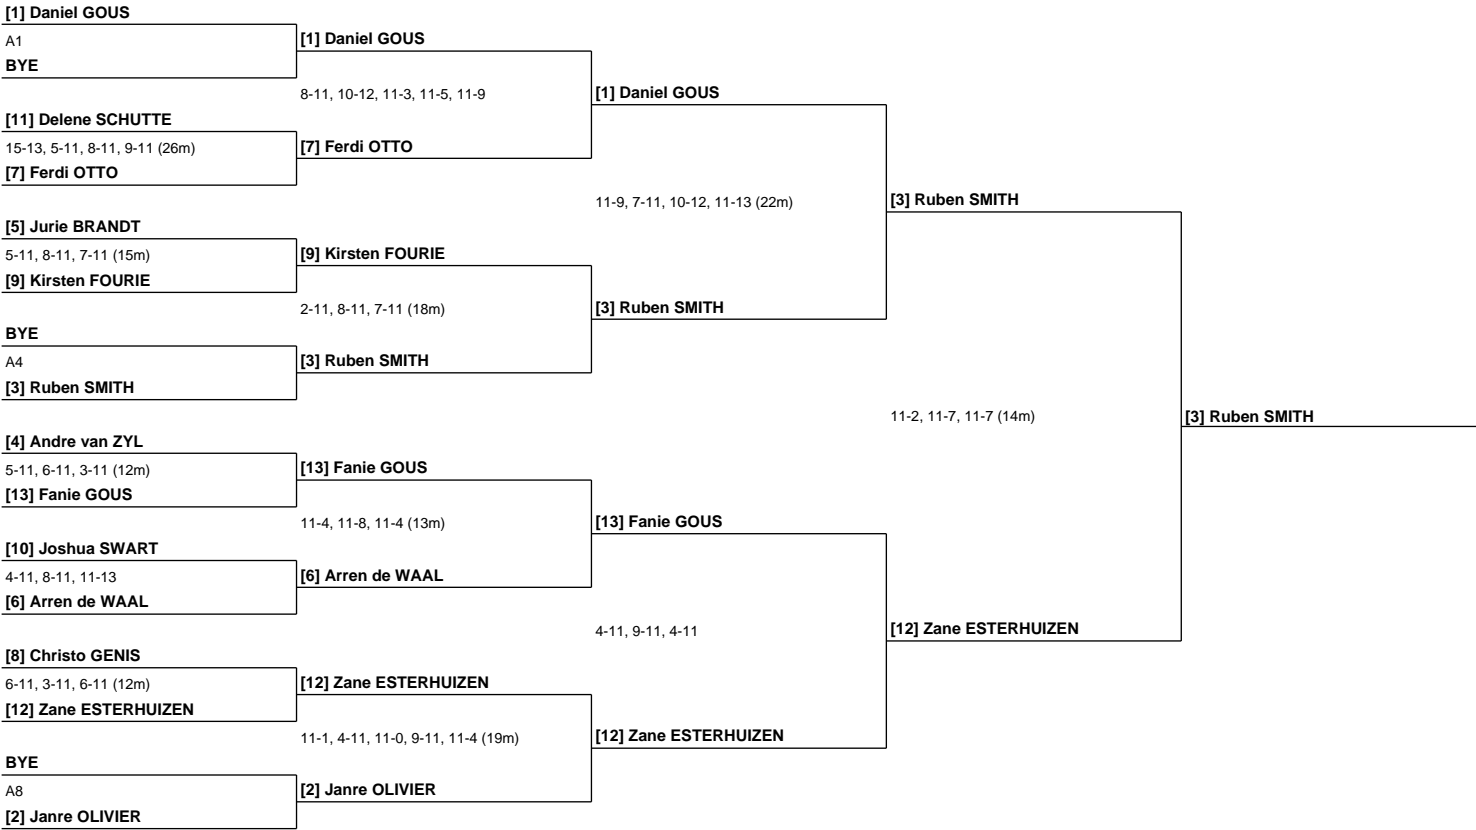 [1] Daniel GOUS
A1
BYE
[11] Delene SCHUTTE
15-13, 5-11, 8-11, 9-11 (26m)
[7] Ferdi OTTO
[5] Jurie BRANDT
5-11, 8-11, 7-11 (15m)
[9] Kirsten FOURIE
BYE
A4
[3] Ruben SMITH
[4] Andre van ZYL
5-11, 6-11, 3-11 (12m)
[13] Fanie GOUS
[10] Joshua SWART
4-11, 8-11, 11-13
[6] Arren de WAAL
[8] Christo GENIS
6-11, 3-11, 6-11 (12m)
[12] Zane ESTERHUIZEN
BYE
A8
[2] Janre OLIVIER
[1] Daniel GOUS
8-11, 10-12, 11-3, 11-5, 11-9
[7] Ferdi OTTO
[9] Kirsten FOURIE
2-11, 8-11, 7-11 (18m)
[3] Ruben SMITH
[13] Fanie GOUS
11-4, 11-8, 11-4 (13m)
[6] Arren de WAAL
[12] Zane ESTERHUIZEN
11-1, 4-11, 11-0, 9-11, 11-4 (19m)
[2] Janre OLIVIER
[1] Daniel GOUS
11-9, 7-11, 10-12, 11-13 (22m)
[3] Ruben SMITH
[13] Fanie GOUS
4-11, 9-11, 4-11
[12] Zane ESTERHUIZEN
[3] Ruben SMITH
11-2, 11-7, 11-7 (14m)
[12] Zane ESTERHUIZEN
[3] Ruben SMITH